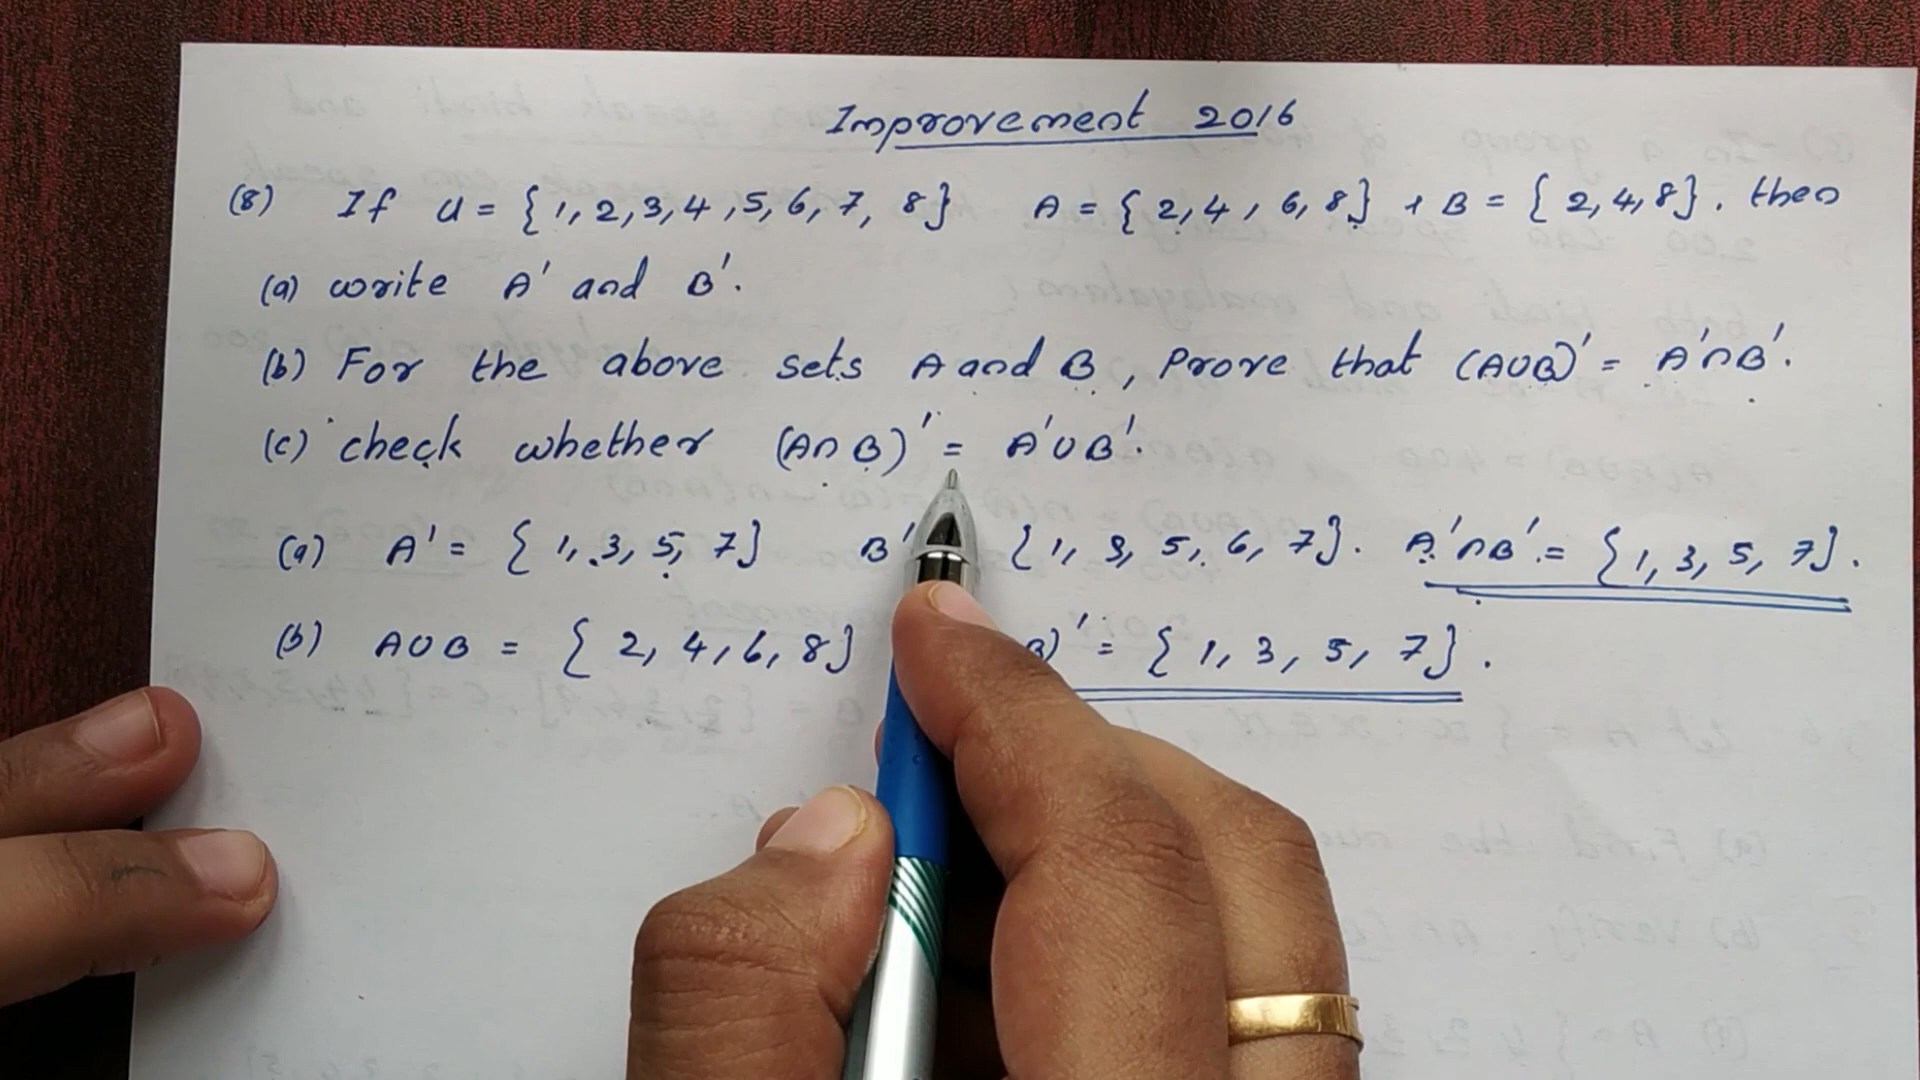 Improvement 2016
(8) If U = {1, 2, 3, 4, 5, 6, 7, 8} A = {2, 4, 6, 8} + B = {2, 4, 8}. then
(a) write A' and B'.
(b) For the above sets A and B, Prove that (A∪B)' = A'∩B'.
(c) check whether (A∩B)' = A'∪B'.
(a) A' = {1, 3, 5, 7} B' {1, 3, 5, 6, 7}. A'∩B' = {1, 3, 5, 7}.
(b) A∪B = {2, 4, 6, 8} B)' = {1, 3, 5, 7}.